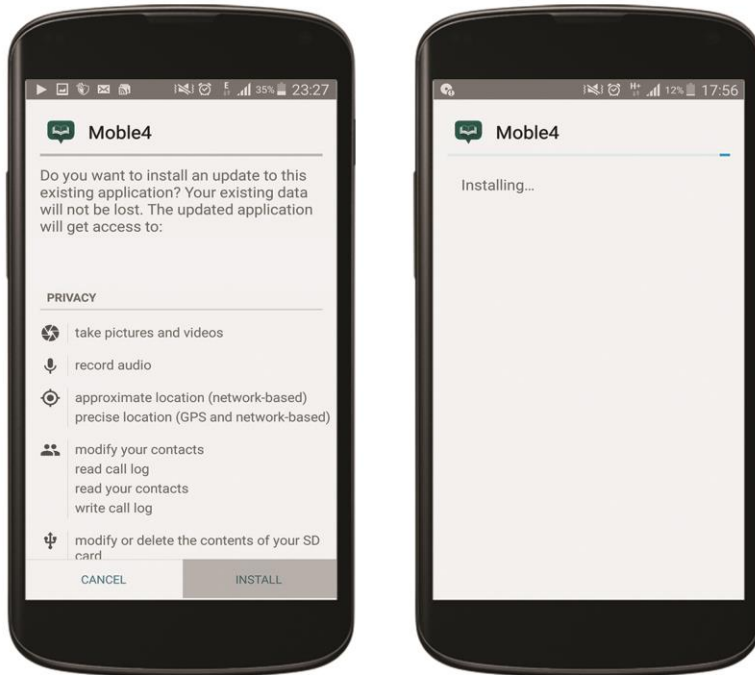 E 35% 23:27
Moble4
Do you want to install an update to this
existing application? Your existing data
will not be lost. The updated application
will get access to:
PRIVACY
take pictures and videos
record audio
approximate location (network-based)
precise location (GPS and network-based)
modify your contacts
read call log
read your contacts
write call log
modify or delete the contents of your SD
card
CANCEL INSTALL
H+ 12% 17:56
Moble4
Installing...